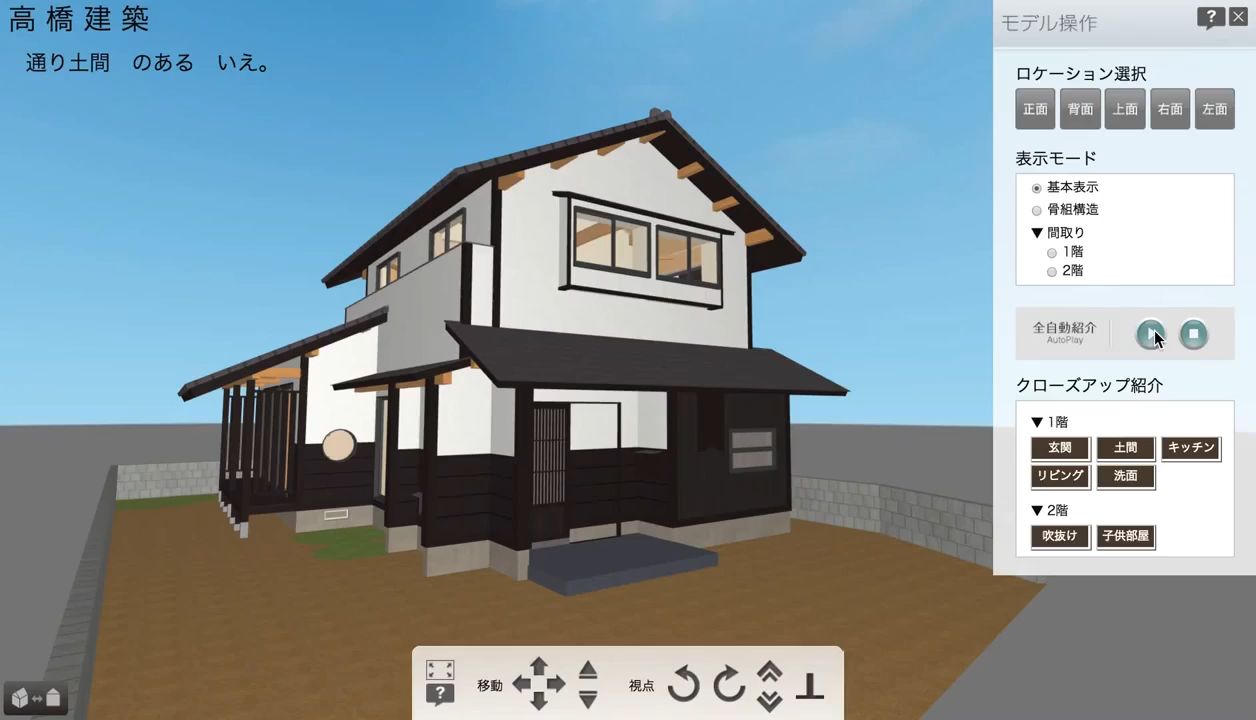 高橋建築
通り土間　のある　いえ。
モデル操作
?
ロケーション選択
正面 背面 上面 右面 左面
表示モード
基本表示
骨組構造
▼ 間取り
1階
2階
全自動紹介
AutoPlay
クローズアップ紹介
▼ 1階
玄関 土間 キッチン
リビング 洗面
▼ 2階
吹抜け 子供部屋
?
移動
視点